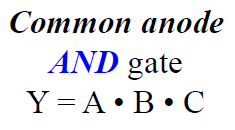 Common anode
AND gate
Y = A • B • C